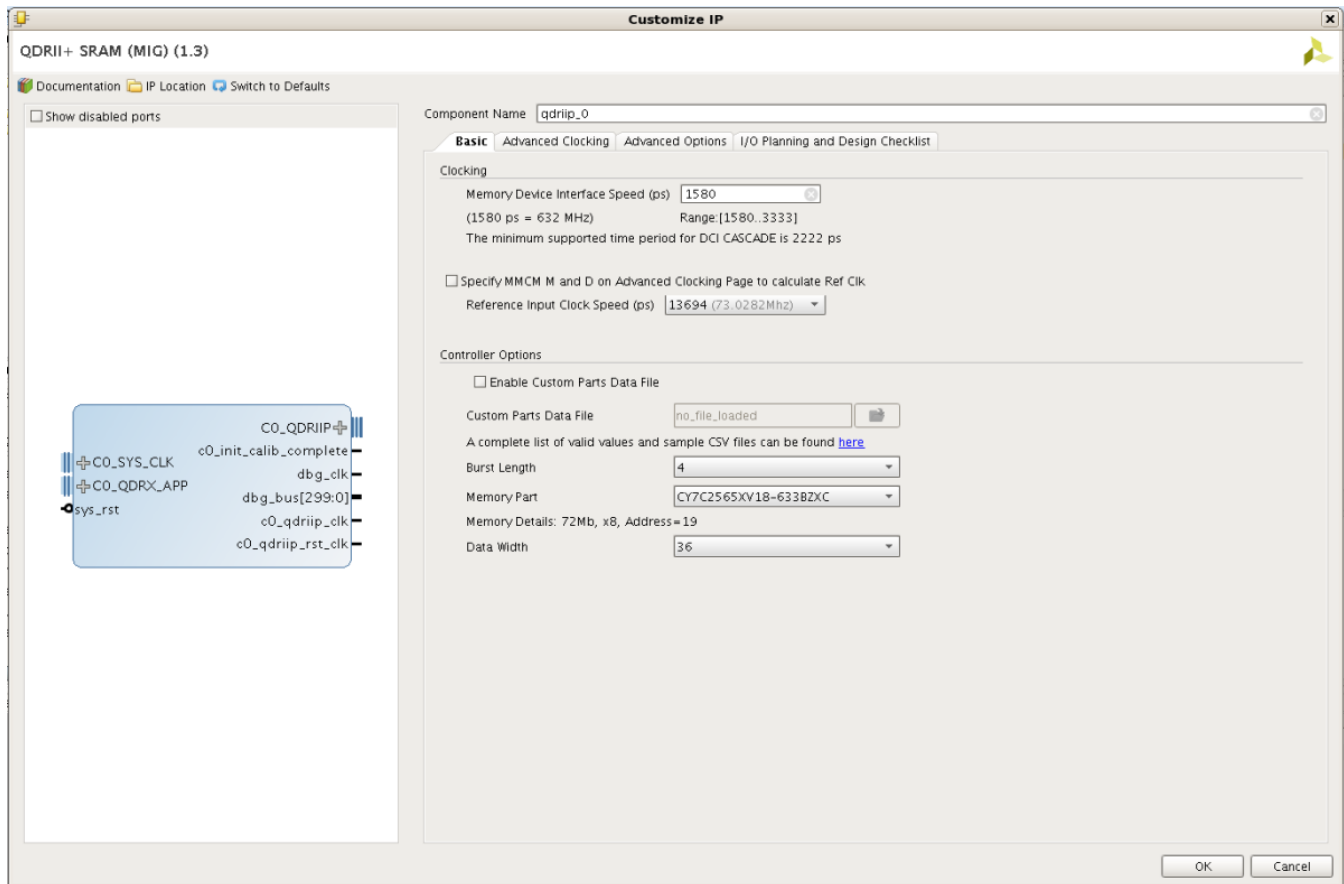 Customize IP
QDRII+ SRAM (MIG) (1.3)
Documentation IP Location Switch to Defaults
Show disabled ports
C0_QDRIIP
c0_init_calib_complete
C0_SYS_CLK
dbg_clk
C0_QDRX_APP
dbg_bus[299:0]
sys_rst
c0_qdriip_clk
c0_qdriip_rst_clk
Component Name qdriip_0
Basic Advanced Clocking Advanced Options I/O Planning and Design Checklist
Clocking
Memory Device Interface Speed (ps) 1580
(1580 ps = 632 MHz) Range:[1580..3333]
The minimum supported time period for DCI CASCADE is 2222 ps
Specify MMCM M and D on Advanced Clocking Page to calculate Ref Clk
Reference Input Clock Speed (ps) 13694 (73.0282Mhz)
Controller Options
Enable Custom Parts Data File
Custom Parts Data File no_file_loaded
A complete list of valid values and sample CSV files can be found here
Burst Length 4
Memory Part CY7C2565XV18-633BZXC
Memory Details: 72Mb, x8, Address=19
Data Width 36
OK Cancel